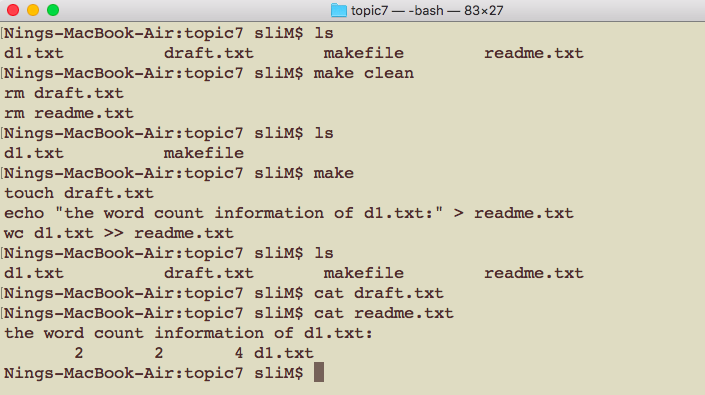 topic7 — -bash — 83×27
[Nings-MacBook-Air:topic7 sliM$ ls
d1.txt          draft.txt       makefile        readme.txt
[Nings-MacBook-Air:topic7 sliM$ make clean
rm draft.txt
rm readme.txt
[Nings-MacBook-Air:topic7 sliM$ ls
d1.txt          makefile
[Nings-MacBook-Air:topic7 sliM$ make
touch draft.txt
echo "the word count information of d1.txt:" > readme.txt
wc d1.txt >> readme.txt
[Nings-MacBook-Air:topic7 sliM$ ls
d1.txt          draft.txt       makefile        readme.txt
[Nings-MacBook-Air:topic7 sliM$ cat draft.txt
[Nings-MacBook-Air:topic7 sliM$ cat readme.txt
the word count information of d1.txt:
       2       2       4 d1.txt
Nings-MacBook-Air:topic7 sliM$